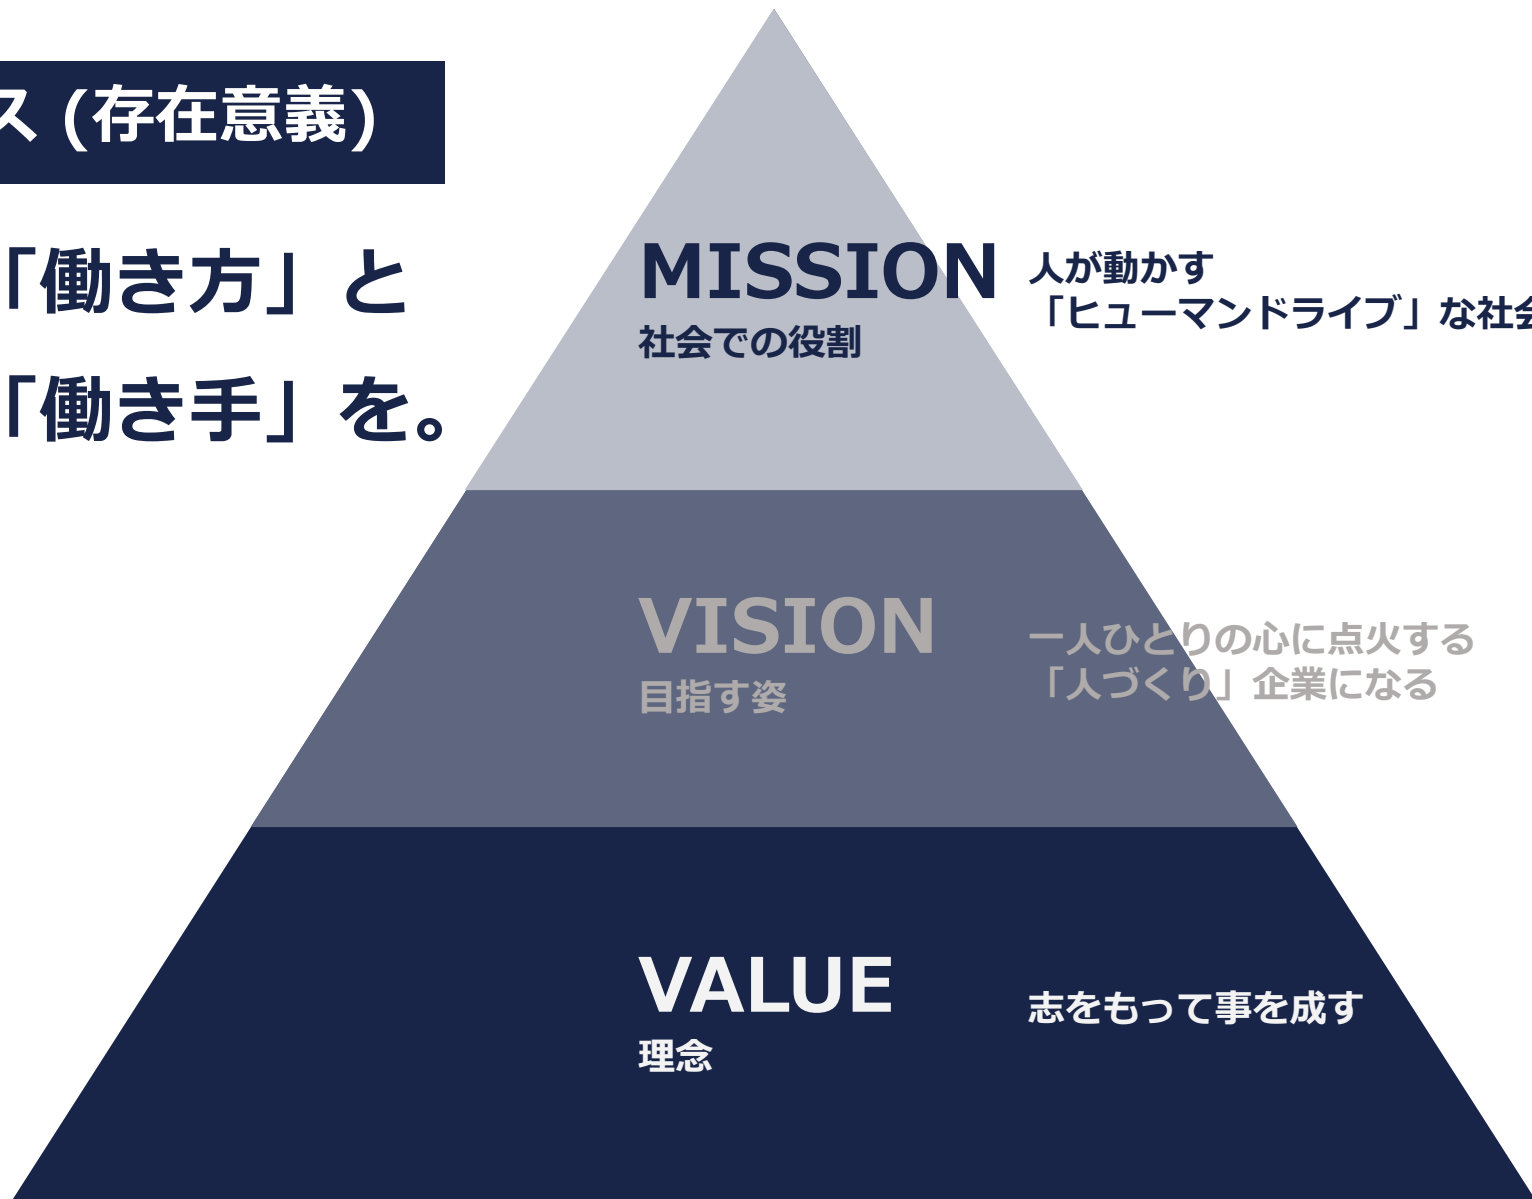 ス (存在意義)
「働き方」と
「働き手」を。
MISSION
社会での役割
人が動かす
「ヒューマンドライブ」な社会
VISION
目指す姿
一人ひとりの心に点火する
「人づくり」企業になる
VALUE
理念
志をもって事を成す